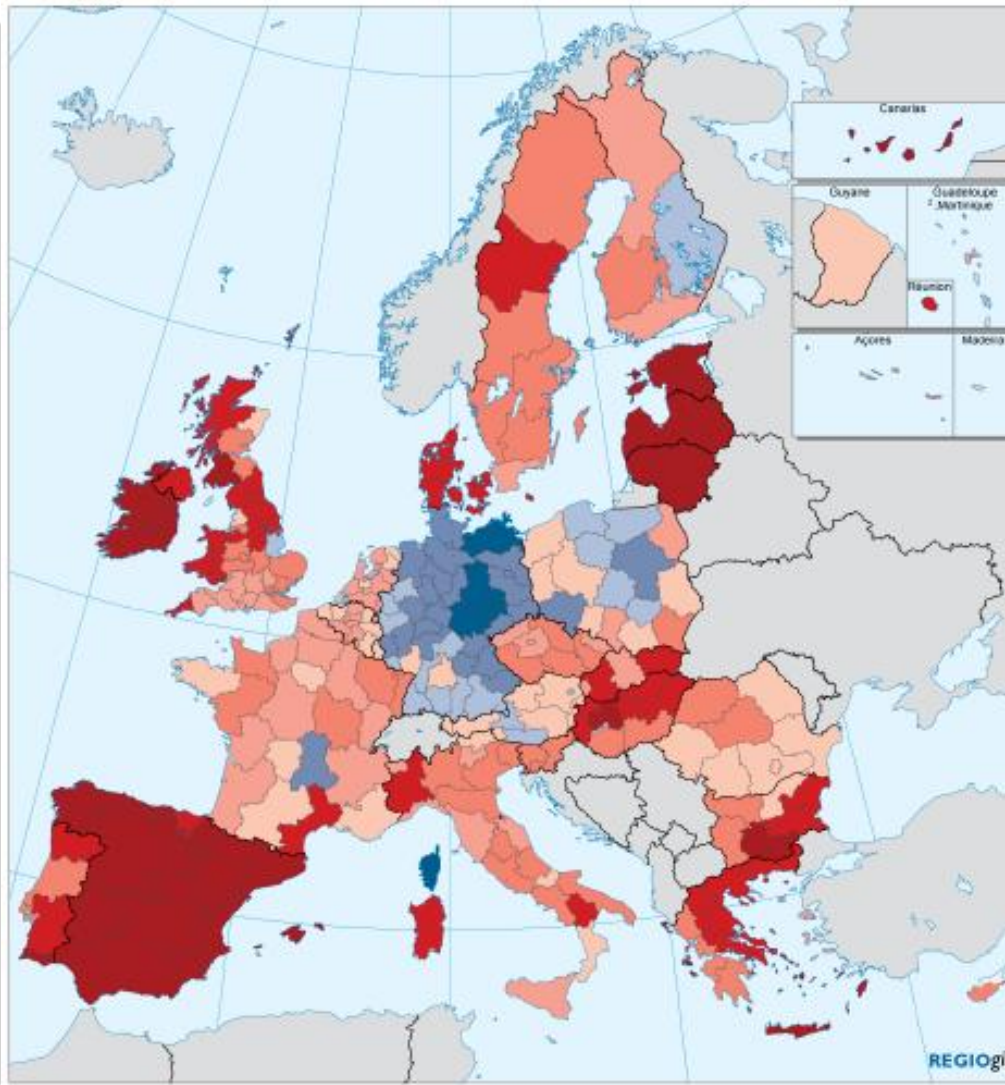 Canarias
Guyane
Guadeloupe
Martinique
Réunion
Açores
Madeira
REGIOgi